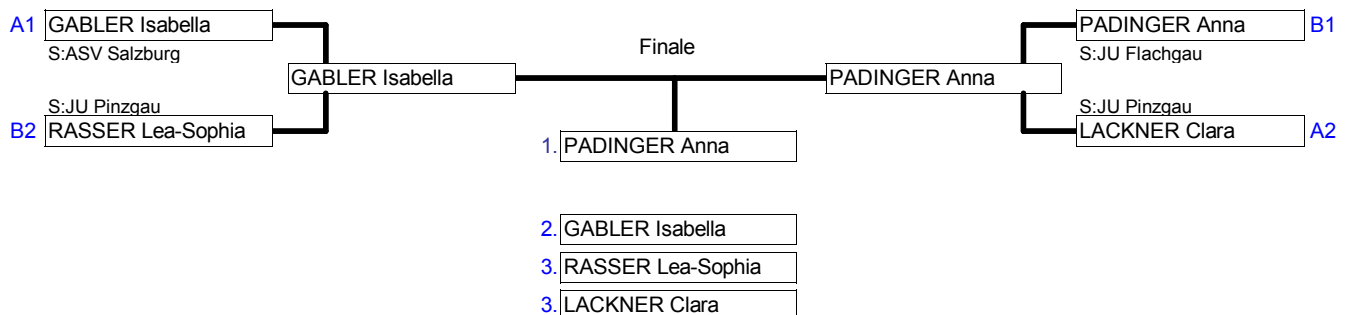 A1 GABLER Isabella
S:ASV Salzburg
GABLER Isabella
S:JU Pinzgau
B2 RASSER Lea-Sophia
Finale
PADINGER Anna B1
S:JU Flachgau
PADINGER Anna
S:JU Pinzgau
LACKNER Clara A2
1. PADINGER Anna
2. GABLER Isabella
3. RASSER Lea-Sophia
3. LACKNER Clara